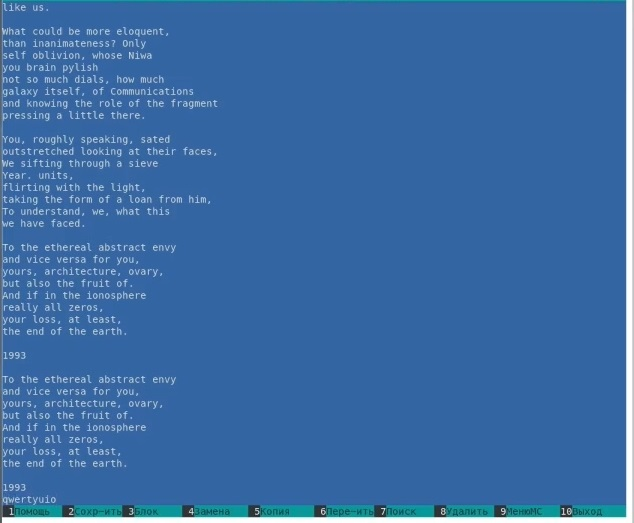 like us.
What could be more eloquent,
than inanimateness? Only
self oblivion, whose Niwa
you brain pylish
not so much dials, how much
galaxy itself, of Communications
and knowing the role of the fragment
pressing a little there.
You, roughly speaking, sated
outstretched looking at their faces,
We sifting through a sieve
Year. units,
flirting with the light,
taking the form of a loan from him,
To understand, we, what this
we have faced.
To the ethereal abstract envy
and vice versa for you,
yours, architecture, ovary,
but also the fruit of.
And if in the ionosphere
really all zeros,
your loss, at least,
the end of the earth.
1993
To the ethereal abstract envy
and vice versa for you,
yours, architecture, ovary,
but also the fruit of.
And if in the ionosphere
really all zeros,
your loss, at least,
the end of the earth.
1993
qwertyuio
1Помощь 2Сохр~ить 3Блок 4Замена 5Копия 6Пере~ить 7Поиск 8Удалить 9МенюMC 10Выход